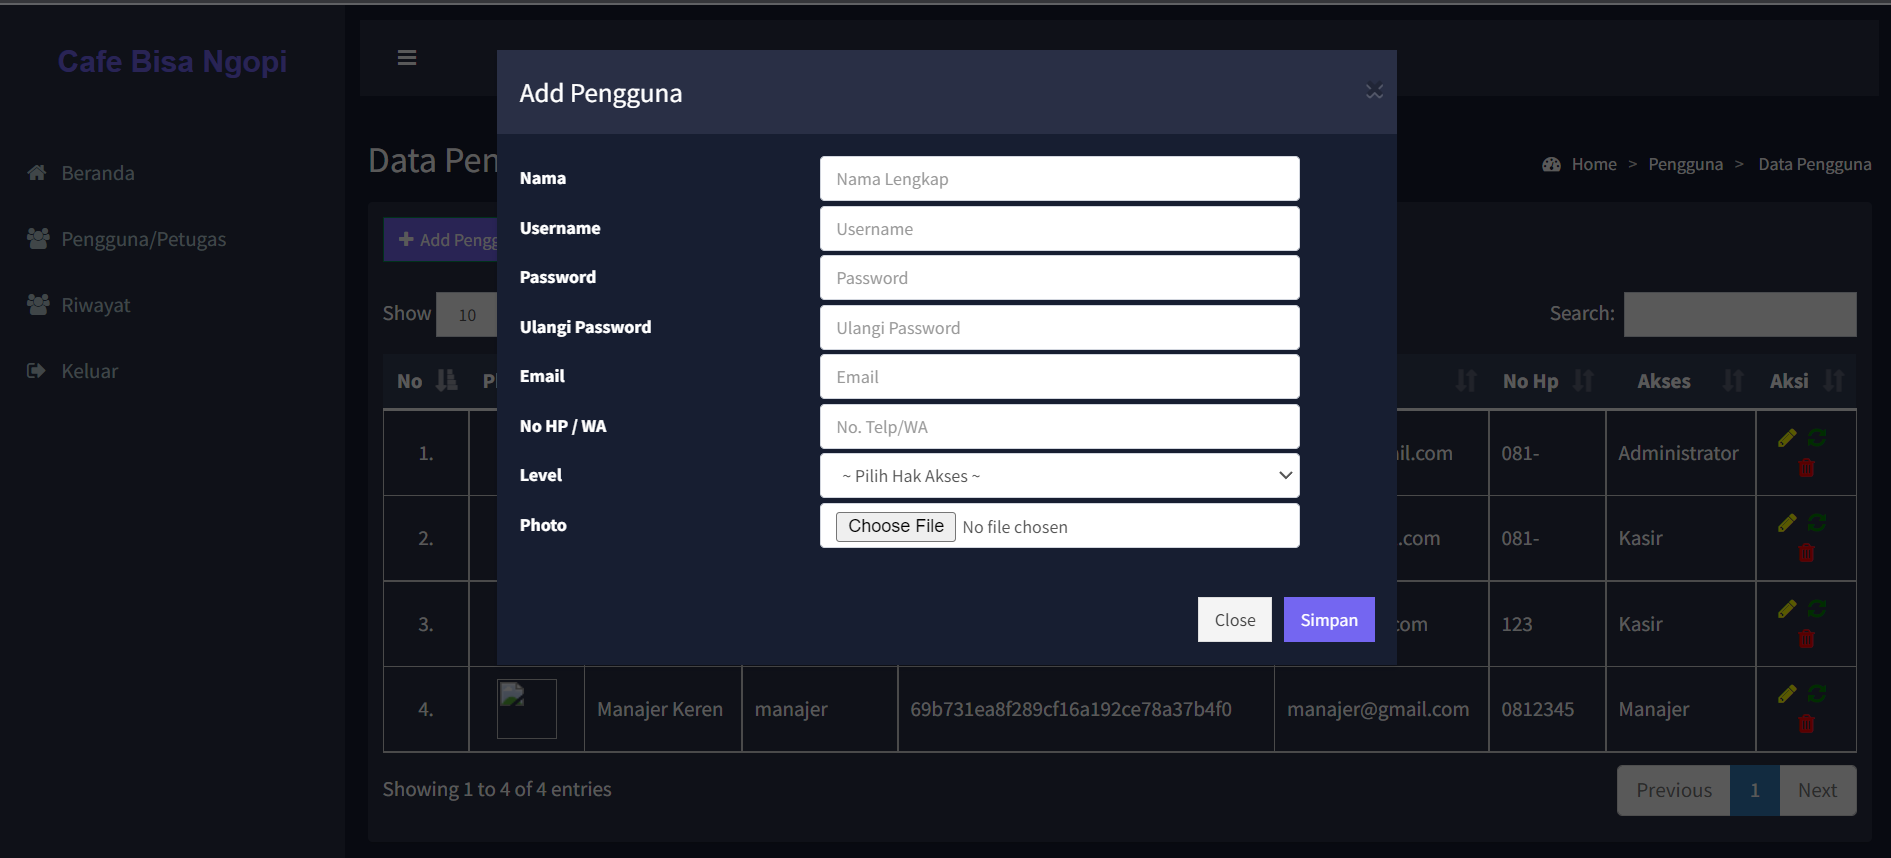 Cafe Bisa Ngopi
Beranda
Pengguna/Petugas
Riwayat
Keluar
Add Pengguna
Nama
Nama Lengkap
Username
Username
Password
Password
Ulangi Password
Ulangi Password
Email
Email
No HP / WA
No. Telp/WA
Level
~ Pilih Hak Akses ~
Photo
Choose File No file chosen
Close Simpan
Data Pen
Home > Pengguna > Data Pengguna
Add Pengg
Show 10
Search:
No P No Hp Akses Aksi
1. il.com 081- Administrator
2. .com 081- Kasir
3. com 123 Kasir
4. Manajer Keren manajer 69b731ea8f289cf16a192ce78a37b4f0 manajer@gmail.com 0812345 Manajer
Showing 1 to 4 of 4 entries
Previous 1 Next